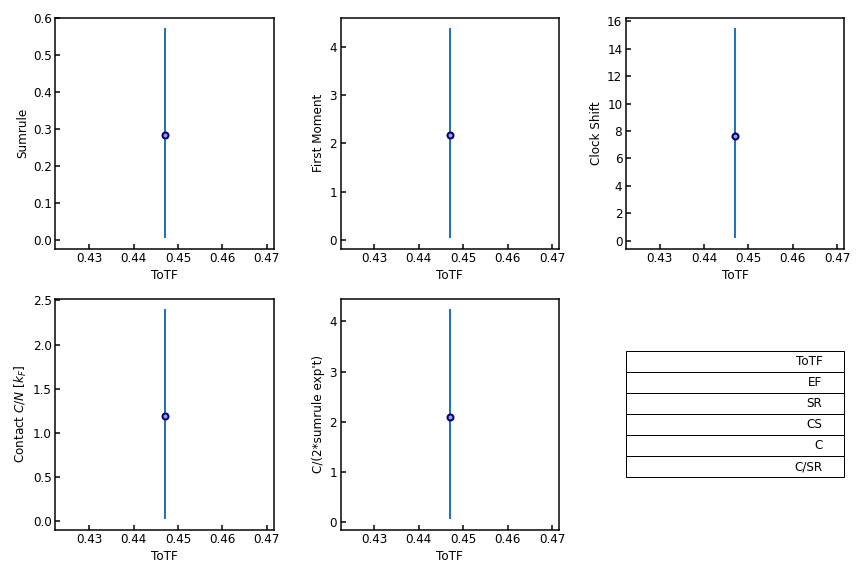 0.6
0.5
0.4
0.3
0.2
0.1
0.0
Sumrule
0.43 0.44 0.45 0.46 0.47
ToTF
4
3
2
1
0
First Moment
0.43 0.44 0.45 0.46 0.47
ToTF
16
14
12
10
8
6
4
2
0
Clock Shift
0.43 0.44 0.45 0.46 0.47
ToTF
2.5
2.0
1.5
1.0
0.5
0.0
Contact C/N [k_F]
0.43 0.44 0.45 0.46 0.47
ToTF
4
3
2
1
0
C/(2*sumrule exp't)
0.43 0.44 0.45 0.46 0.47
ToTF
ToTF
EF
SR
CS
C
C/SR